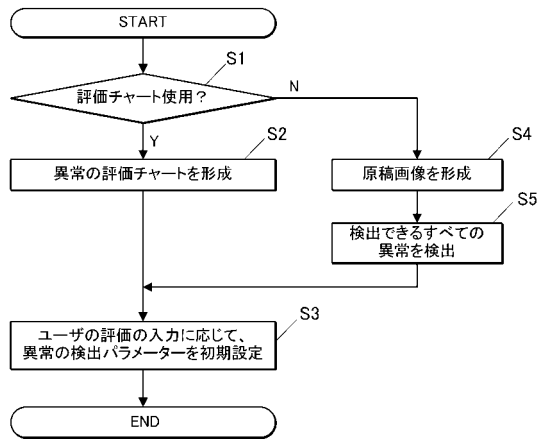 START
S1
評価チャート使用？
N
Y
S2
異常の評価チャートを形成
S4
原稿画像を形成
S5
検出できるすべての
異常を検出
S3
ユーザの評価の入力に応じて、
異常の検出パラメーターを初期設定
END